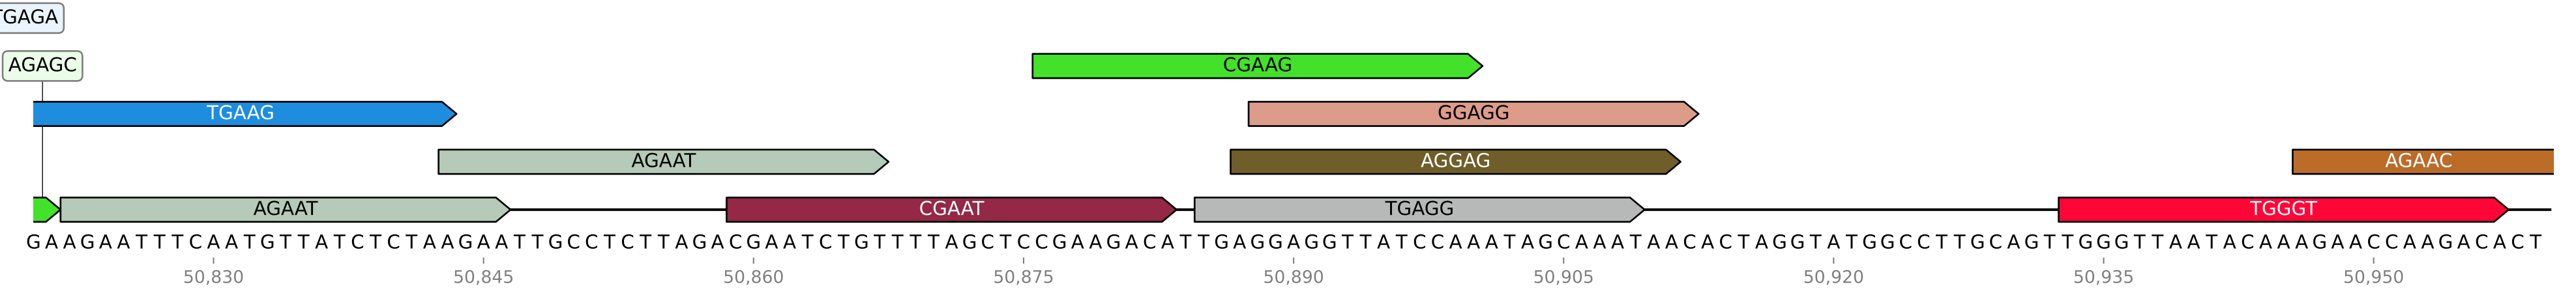 TGAGA
AGAGC
CGAAG
TGAAG GGAGG
AGAAT AGGAG AGAAC
AGAAT CGAAT TGAGG TGGGT
GAAGAATTTCAATGTTATCTCTAAGAATTGCCTCTTAGACGAATCTGTTTTAGCTCCGAAGACATTGAGGAGGTTATCCAAATAGCAAATAACACTAGGTATGGCCTTGCAGTTGGGTTAATACAAAGAACCAAGACACT
50,830 50,845 50,860 50,875 50,890 50,905 50,920 50,935 50,950